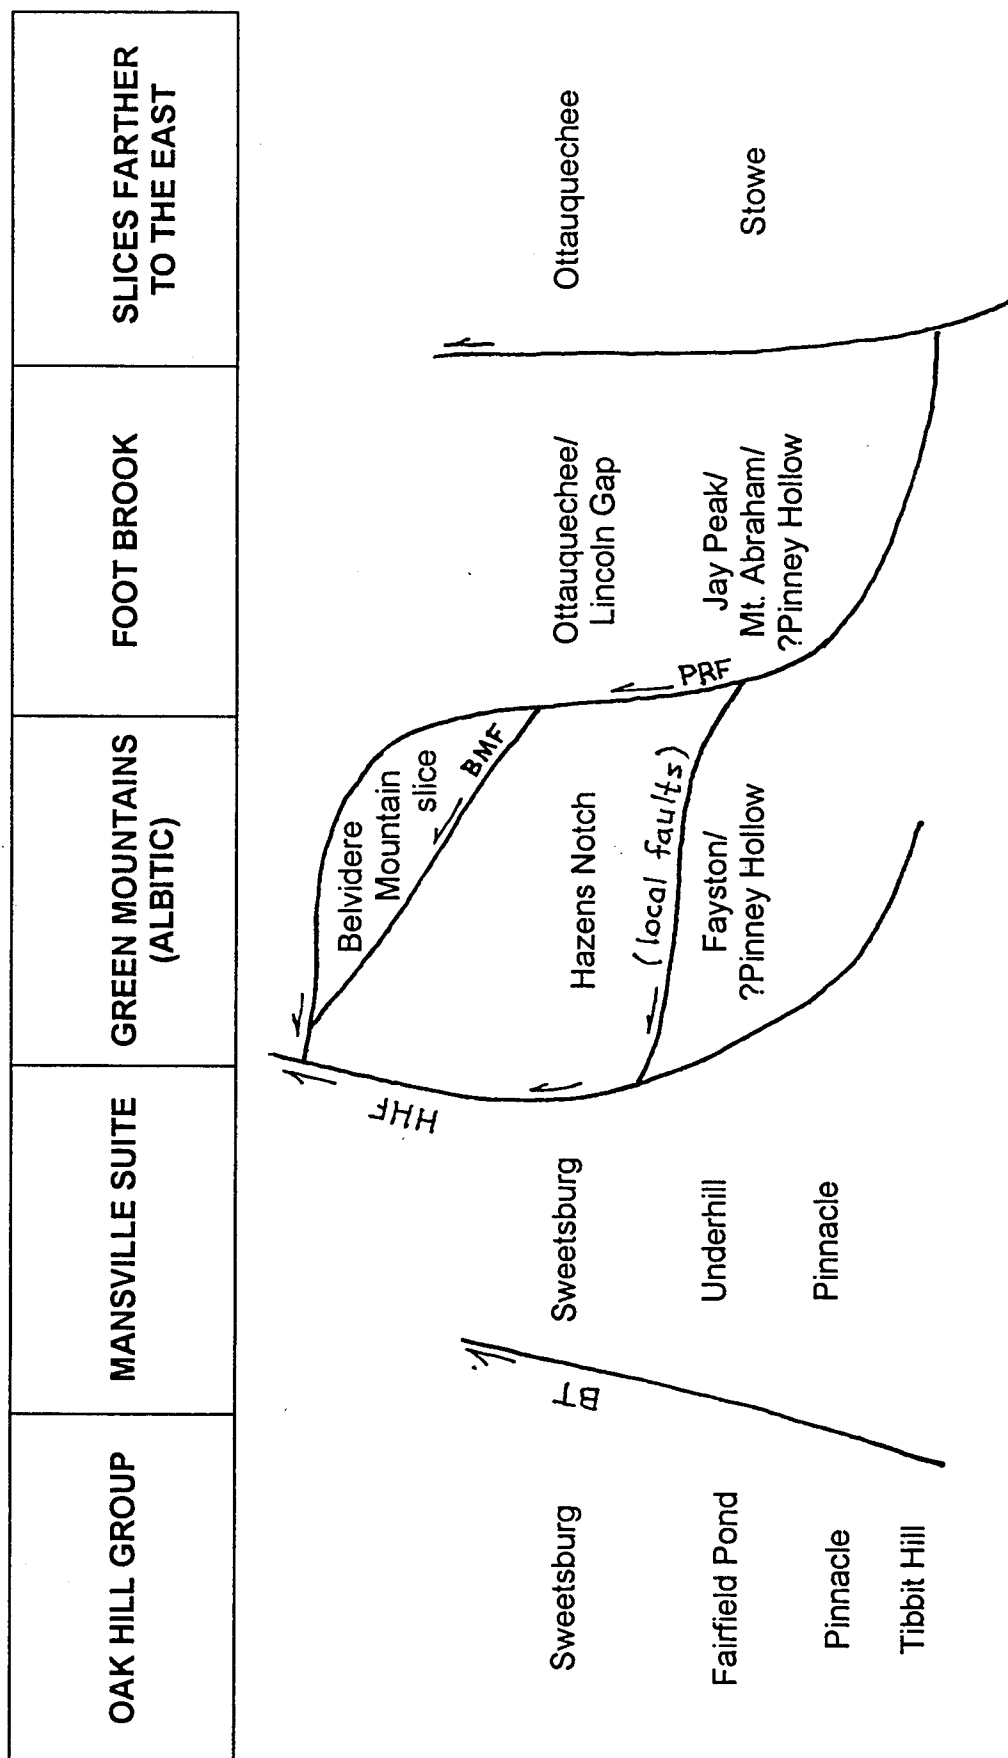 OAK HILL GROUP
MANSVILLE SUITE
GREEN MOUNTAINS
(ALBITIC)
FOOT BROOK
SLICES FARTHER
TO THE EAST
Sweetsburg
Fairfield Pond
Pinnacle
Tibbit Hill
BT
Sweetsburg
Underhill
Pinnacle
HHF
Belvidere
Mountain
slice
BMF
Hazens Notch
(local faults)
Fayston/
?Pinney Hollow
PRF
Ottauquechee/
Lincoln Gap
Jay Peak/
Mt. Abraham/
?Pinney Hollow
Ottauquechee
Stowe